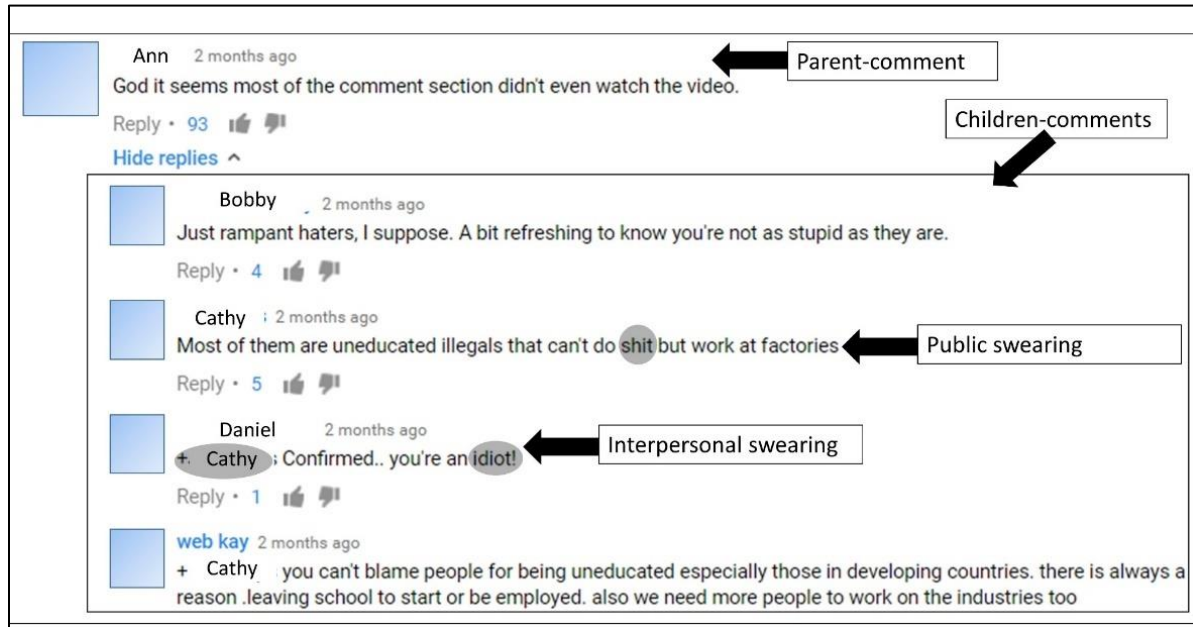 Ann 2 months ago
Parent-comment
God it seems most of the comment section didn't even watch the video.
Reply • 93
Children-comments
Hide replies
Bobby 2 months ago
Just rampant haters, I suppose. A bit refreshing to know you're not as stupid as they are.
Reply • 4
Cathy 2 months ago
Most of them are uneducated illegals that can't do shit but work at factories
Public swearing
Reply • 5
Daniel 2 months ago
+ Cathy Confirmed.. you're an idiot!
Interpersonal swearing
Reply • 1
web kay 2 months ago
+ Cathy you can't blame people for being uneducated especially those in developing countries. there is always a
reason .leaving school to start or be employed. also we need more people to work on the industries too